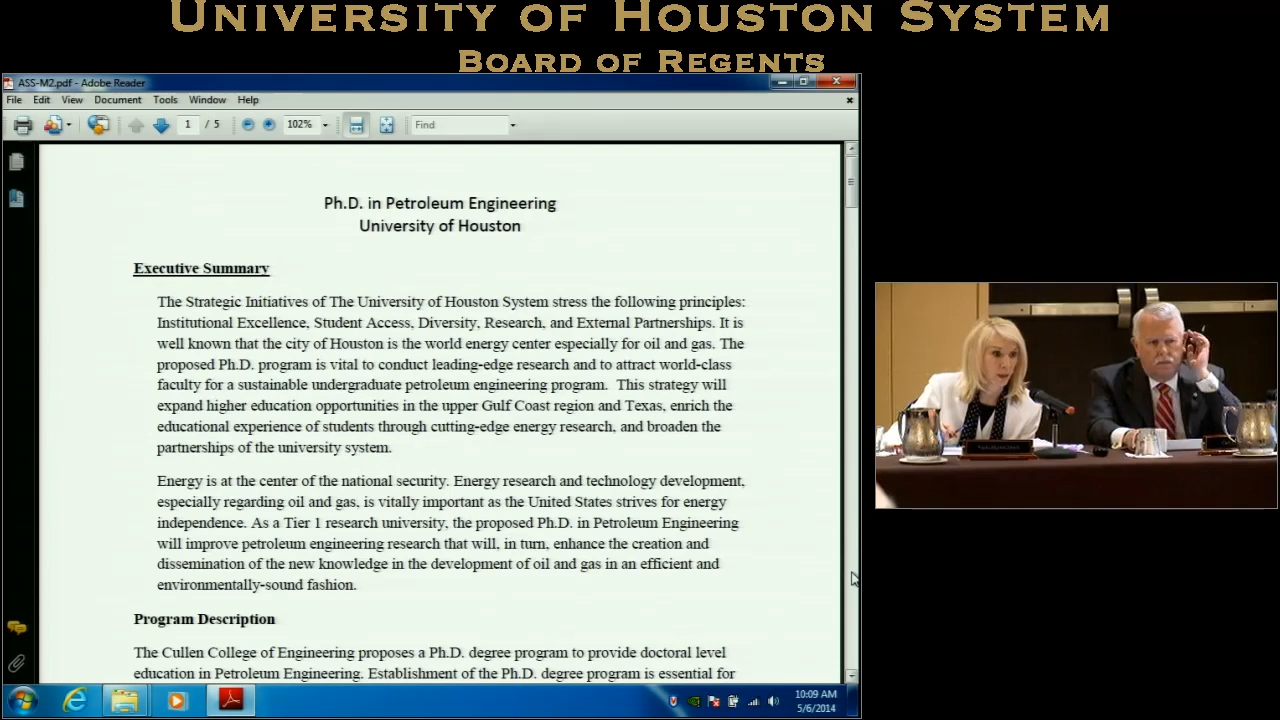 UNIVERSITY OF HOUSTON SYSTEM
BOARD OF REGENTS
ASS-M2.pdf - Adobe Reader
File Edit View Document Tools Window Help
1 / 5 102% Find
Ph.D. in Petroleum Engineering
University of Houston
Executive Summary
The Strategic Initiatives of The University of Houston System stress the following principles:
Institutional Excellence, Student Access, Diversity, Research, and External Partnerships. It is
well known that the city of Houston is the world energy center especially for oil and gas. The
proposed Ph.D. program is vital to conduct leading-edge research and to attract world-class
faculty for a sustainable undergraduate petroleum engineering program. This strategy will
expand higher education opportunities in the upper Gulf Coast region and Texas, enrich the
educational experience of students through cutting-edge energy research, and broaden the
partnerships of the university system.
Energy is at the center of the national security. Energy research and technology development,
especially regarding oil and gas, is vitally important as the United States strives for energy
independence. As a Tier 1 research university, the proposed Ph.D. in Petroleum Engineering
will improve petroleum engineering research that will, in turn, enhance the creation and
dissemination of the new knowledge in the development of oil and gas in an efficient and
environmentally-sound fashion.
Program Description
The Cullen College of Engineering proposes a Ph.D. degree program to provide doctoral level
education in Petroleum Engineering. Establishment of the Ph.D. degree program is essential for
10:09 AM
5/6/2014